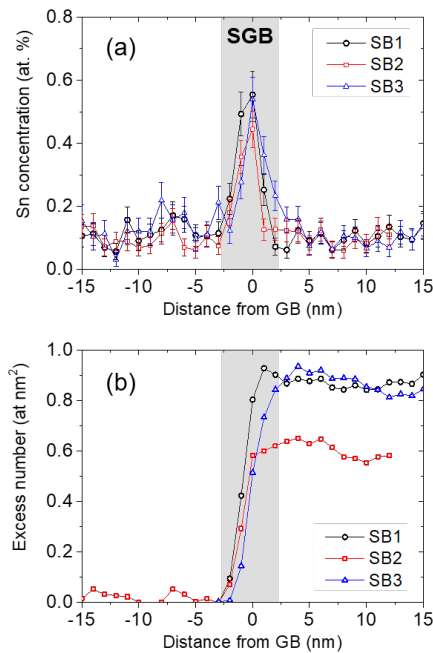 (a)
SGB
SB1
SB2
SB3
Sn concentration (at. %)
0.8
0.6
0.4
0.2
0.0
-15 -10 -5 0 5 10 15
Distance from GB (nm)
(b)
Excess number (at nm²)
1.0
0.8
0.6
0.4
0.2
0.0
SB1
SB2
SB3
-15 -10 -5 0 5 10 15
Distance from GB (nm)